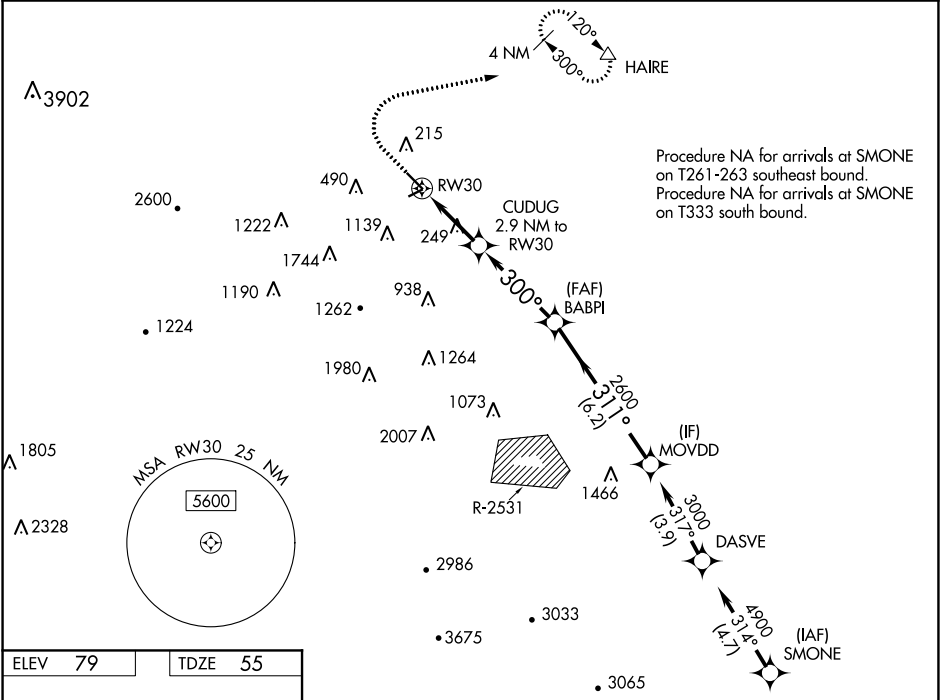 120°
4 NM
300°
HAIRE
3902
215
Procedure NA for arrivals at SMONE
on T261-263 southeast bound.
Procedure NA for arrivals at SMONE
on T333 south bound.
490
RW30
2600
CUDUG
2.9 NM to
RW30
1222
1139
249
1744
1190
938
300°
(FAF)
BABPI
1262
1224
1264
1980
2600
311°
(6.2)
1073
2007
(IF)
MOVDD
1805
MSA RW30 25 NM
5600
1466
R-2531
3000
317°
(3.9)
2328
DASVE
2986
4900
314°
(4.7)
3033
(IAF)
SMONE
3675
3065
ELEV 79
TDZE 55